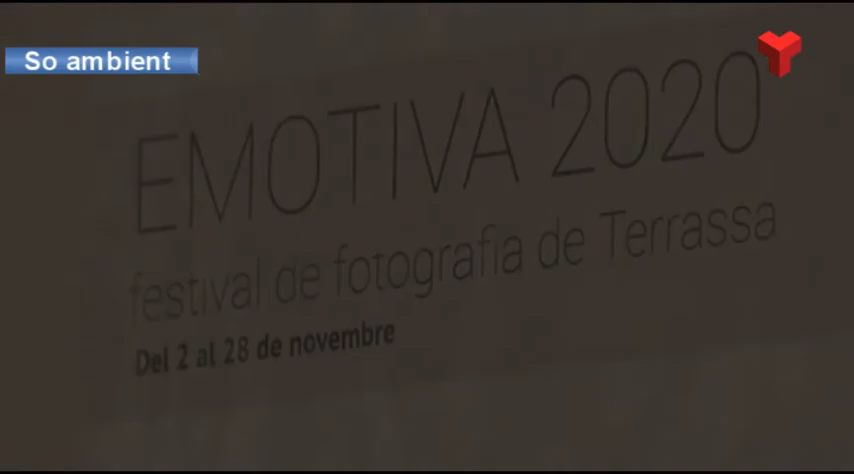 So ambient
EMOTIVA 2020
festival de fotografia de Terrassa
Del 2 al 28 de novembre